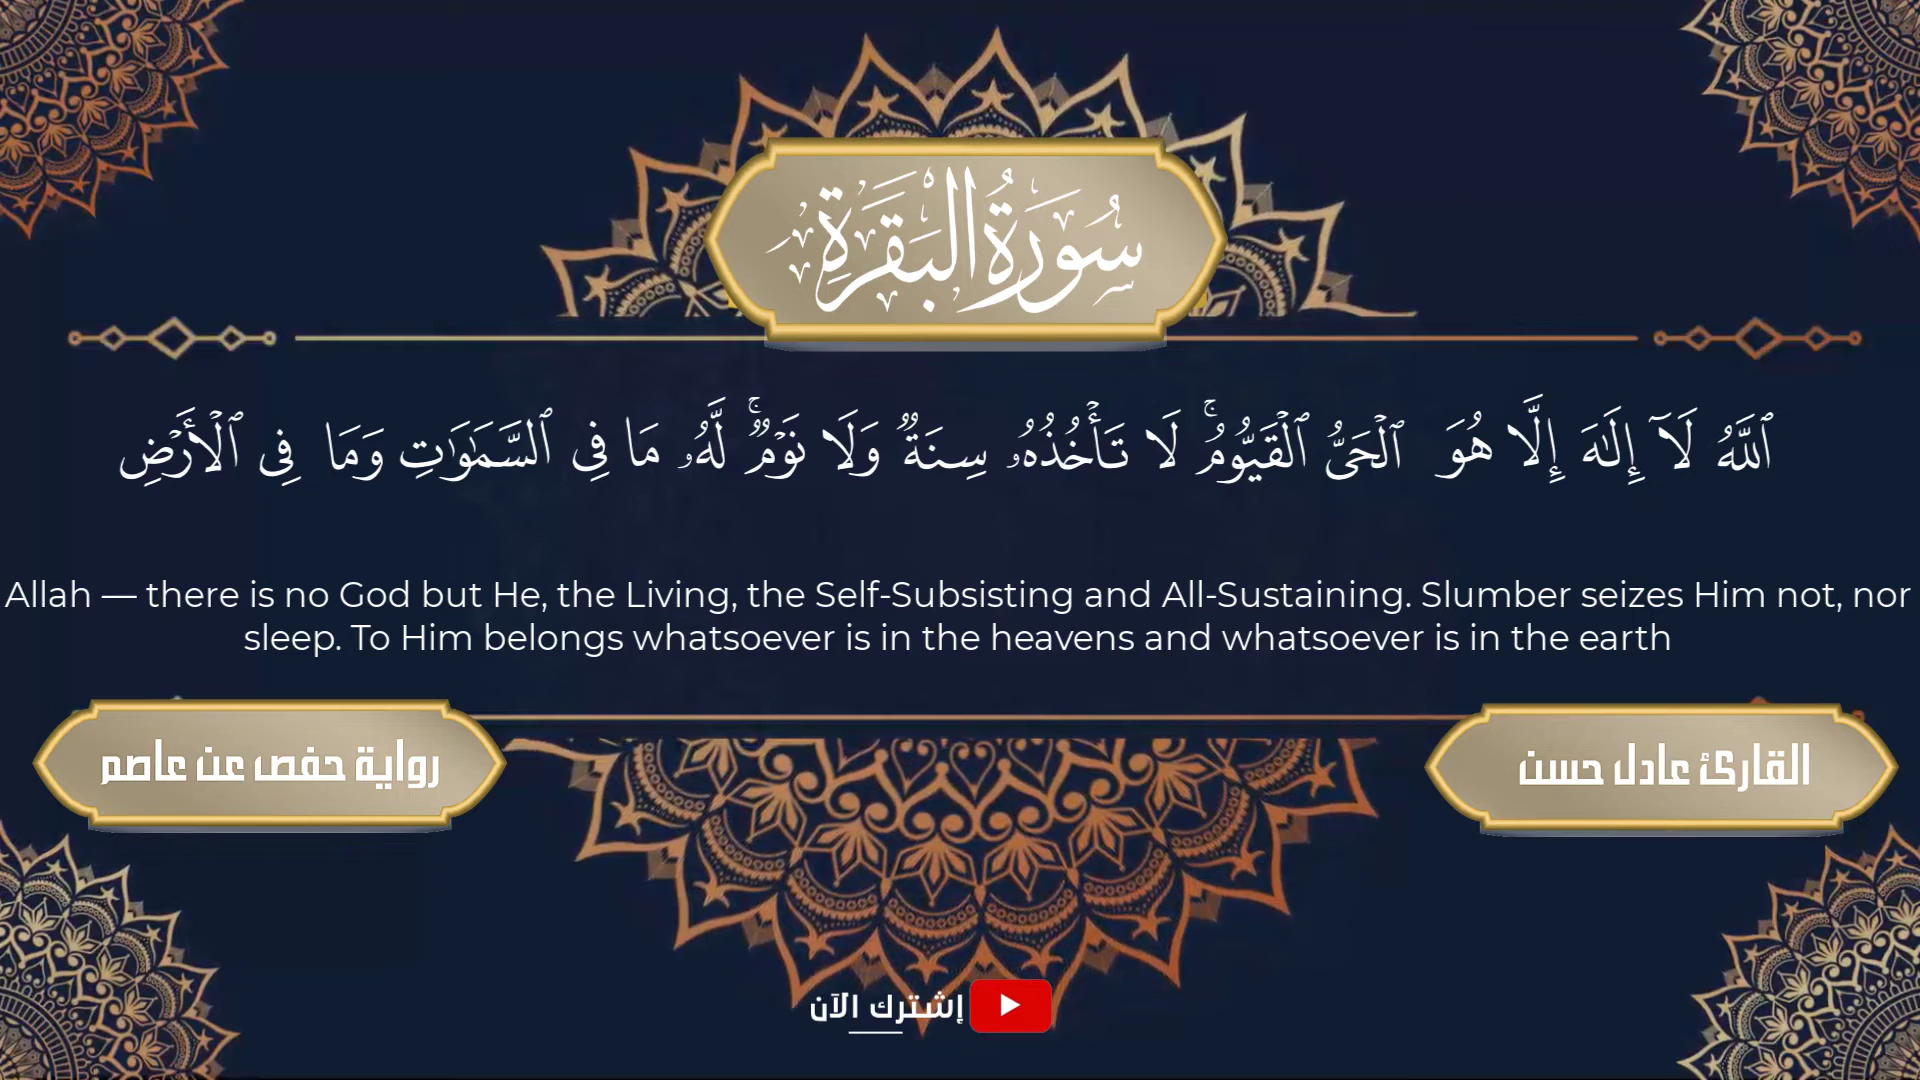 سُورَةُ البَقَرَةِ
ٱللَّهُ لَآ إِلَٰهَ إِلَّا هُوَ ٱلْحَىُّ ٱلْقَيُّومُ ۚ لَا تَأْخُذُهُۥ سِنَةٌ وَلَا نَوْمٌ ۚ لَّهُۥ مَا فِى ٱلسَّمَٰوَٰتِ وَمَا فِى ٱلْأَرْضِ
Allah — there is no God but He, the Living, the Self-Subsisting and All-Sustaining. Slumber seizes Him not, nor
sleep. To Him belongs whatsoever is in the heavens and whatsoever is in the earth
القارئ عادل حسن
رواية حفص عن عاصم
إشترك الآن